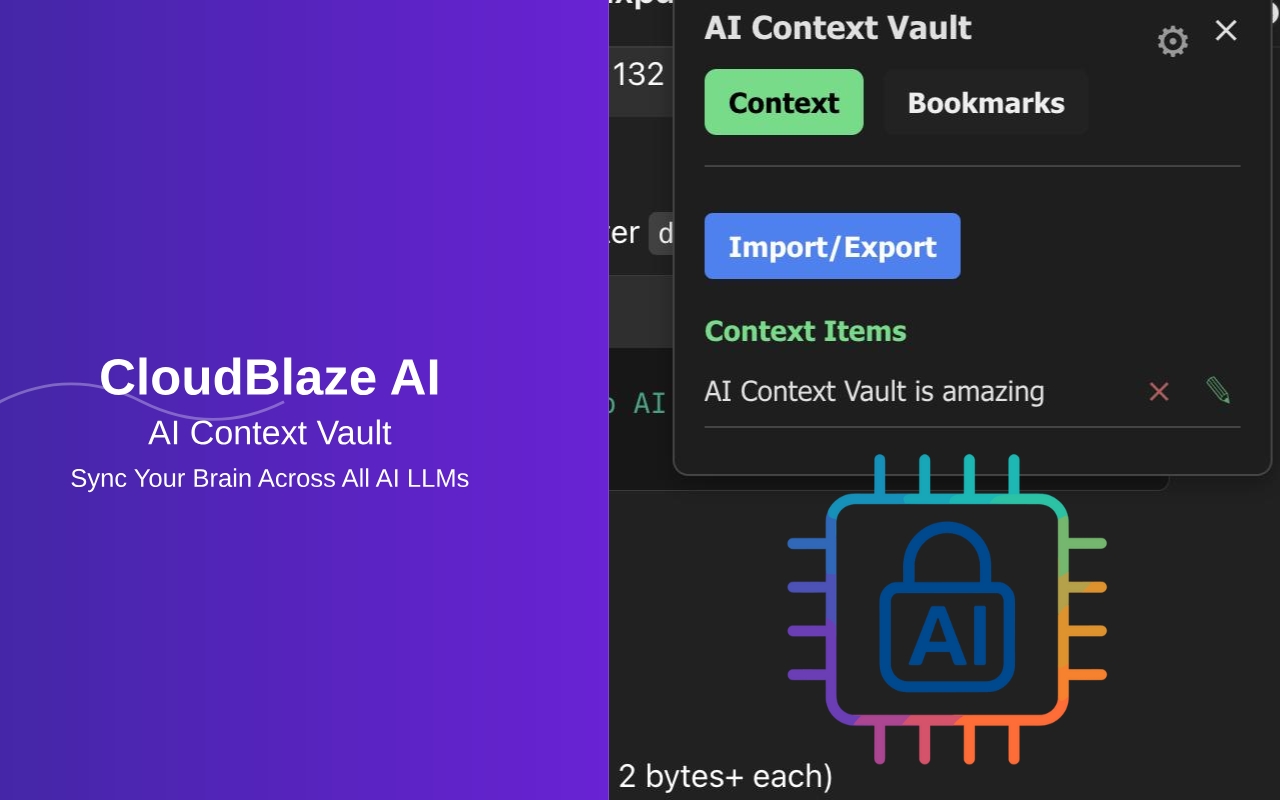 CloudBlaze AI
AI Context Vault
Sync Your Brain Across All AI LLMs
132
ter d
AI
AI Context Vault
Context
Bookmarks
Import/Export
Context Items
AI Context Vault is amazing
AI
2 bytes+ each)